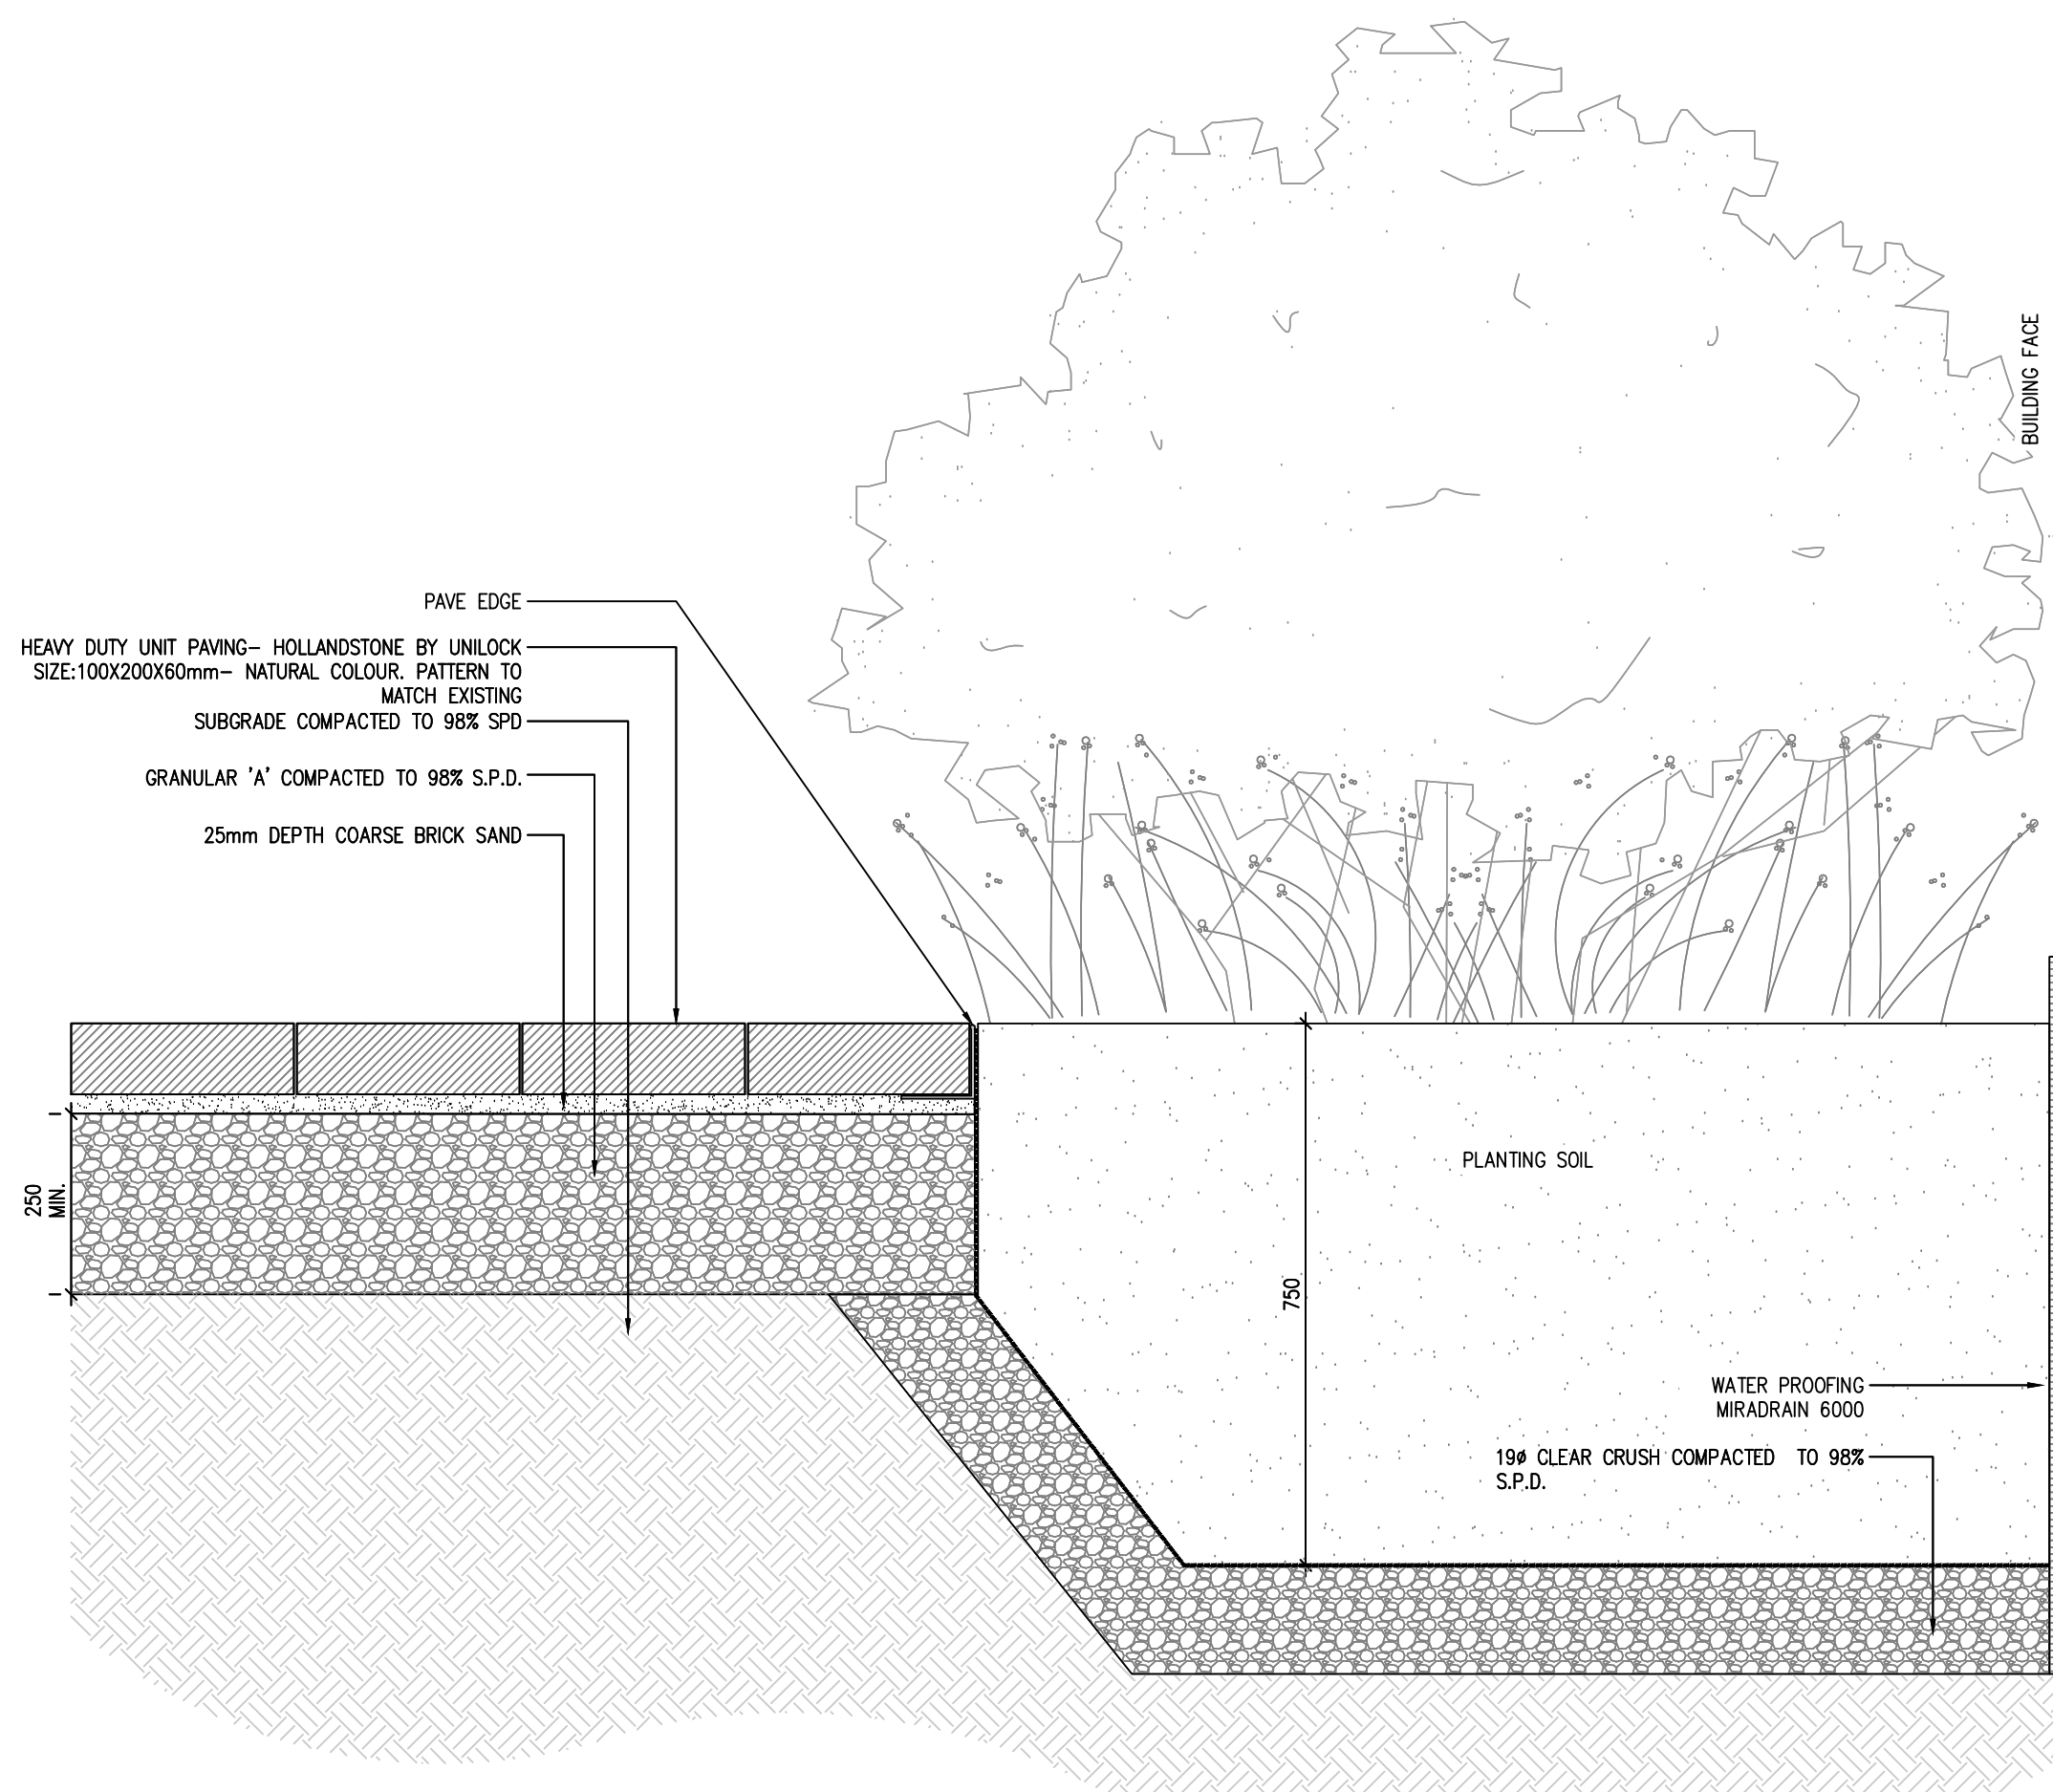 BUILDING FACE
PAVE EDGE
HEAVY DUTY UNIT PAVING– HOLLANDSTONE BY UNILOCK
SIZE:100X200X60mm– NATURAL COLOUR. PATTERN TO
MATCH EXISTING
SUBGRADE COMPACTED TO 98% SPD
GRANULAR 'A' COMPACTED TO 98% S.P.D.
25mm DEPTH COARSE BRICK SAND
250
MIN.
PLANTING SOIL
750
WATER PROOFING
MIRADRAIN 6000
19ø CLEAR CRUSH COMPACTED TO 98%
S.P.D.